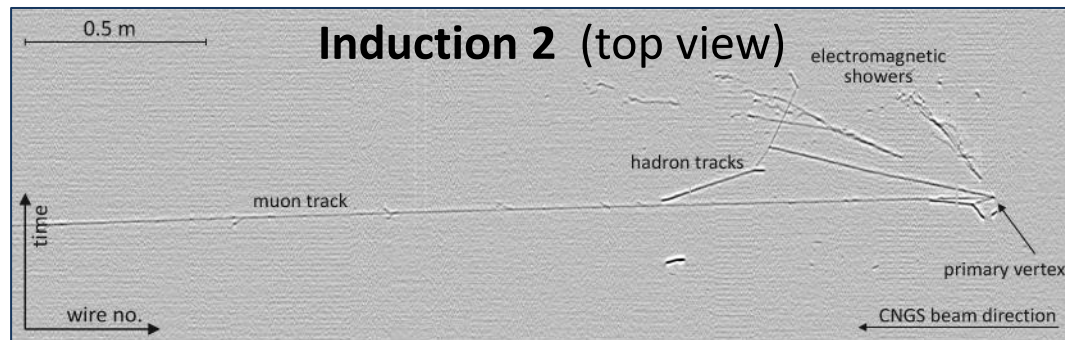 0.5 m
Induction 2 (top view)
electromagnetic
showers
hadron tracks
muon track
time
primary vertex
wire no.
CNGS beam direction